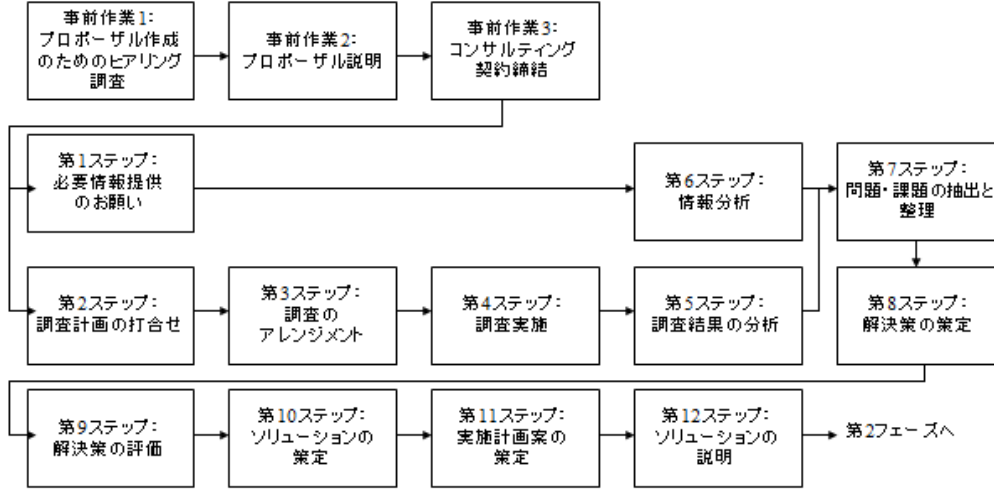 事前作業1:
プロポーザル作成
のためのヒアリング
調査
事前作業2:
プロポーザル説明
事前作業3:
コンサルティング
契約締結
第1ステップ:
必要情報提供
のお願い
第6ステップ:
情報分析
第7ステップ:
問題・課題の抽出と
整理
第2ステップ:
調査計画の打合せ
第3ステップ:
調査の
アレンジメント
第4ステップ:
調査実施
第5ステップ:
調査結果の分析
第8ステップ:
解決策の策定
第9ステップ:
解決策の評価
第10ステップ:
ソリューションの
策定
第11ステップ:
実施計画案の
策定
第12ステップ:
ソリューションの
説明
第2フェーズへ